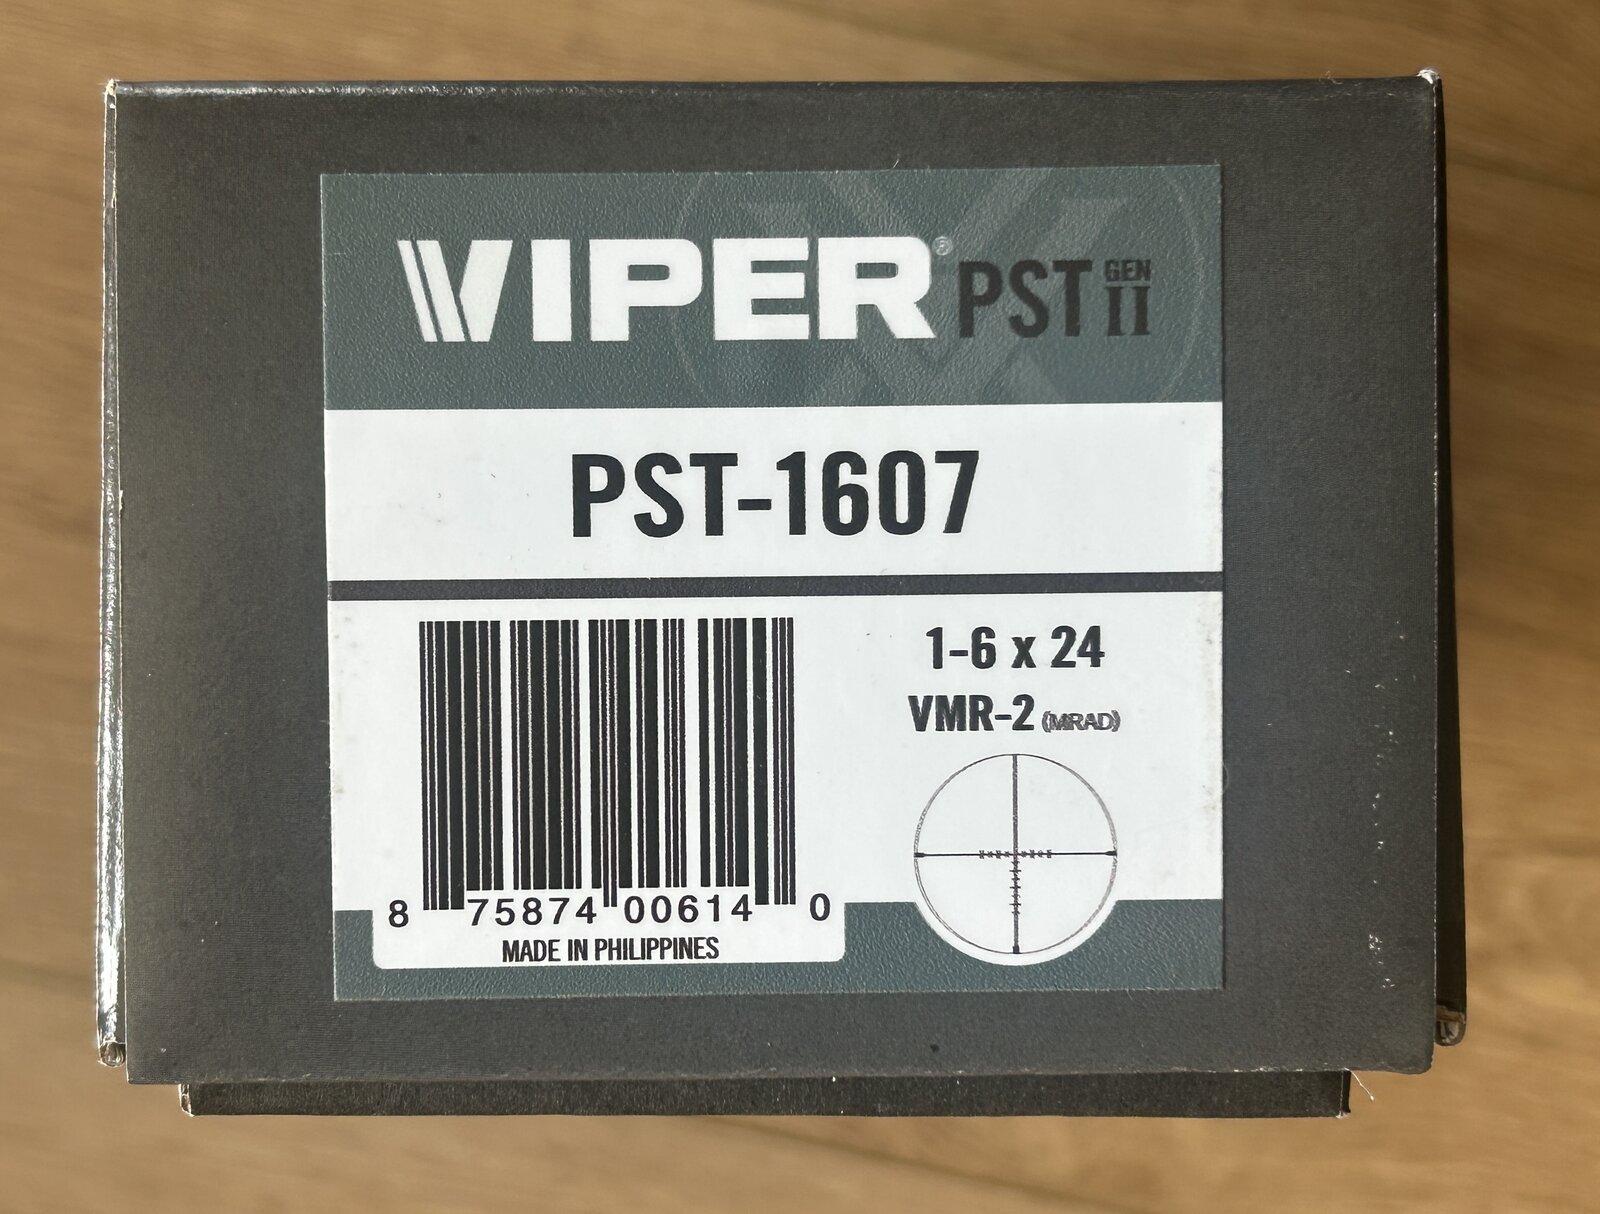 VIPER® PST GEN II
PST-1607
1-6 x 24
VMR-2 (MRAD)
8 75874 00614 0
MADE IN PHILIPPINES